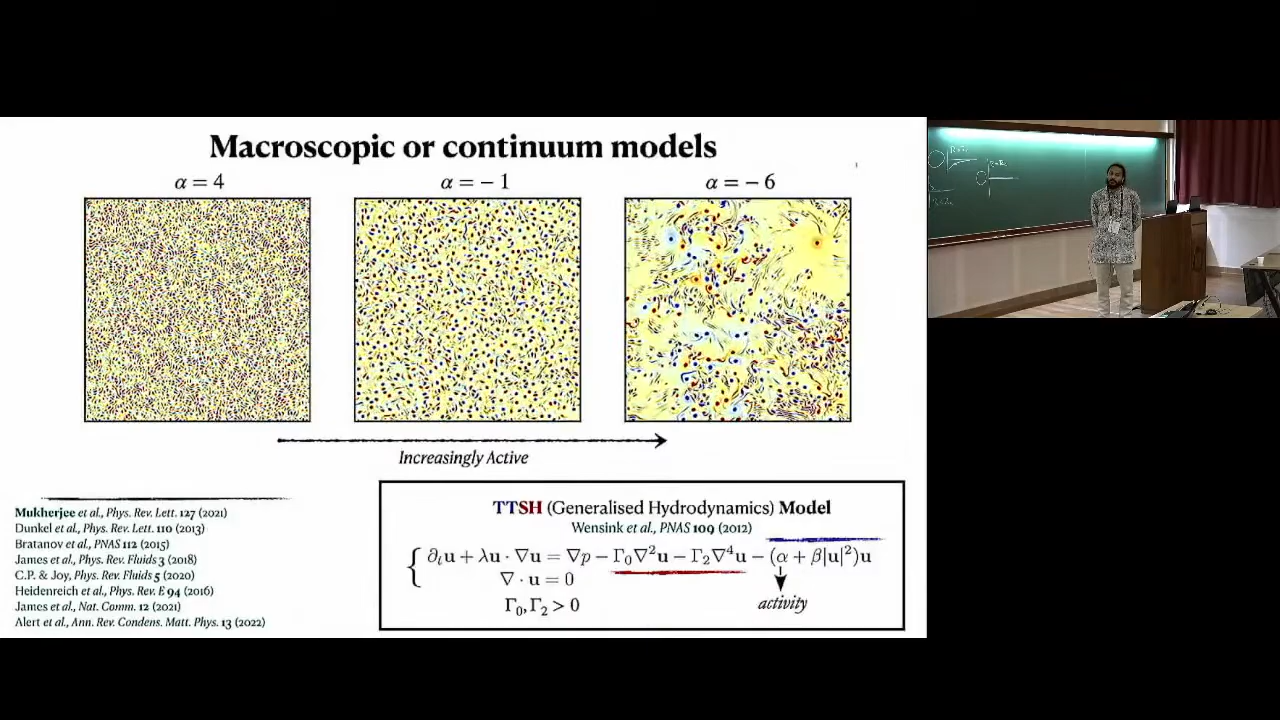 Macroscopic or continuum models
α = 4
α = − 1
α = − 6
Increasingly Active
Mukherjee et al., Phys. Rev. Lett. 127 (2021)
Dunkel et al., Phys. Rev. Lett. 110 (2013)
Bratanov et al., PNAS 112 (2015)
James et al., Phys. Rev. Fluids 3 (2018)
C.P. & Joy, Phys. Rev. Fluids 5 (2020)
Heidenreich et al., Phys. Rev. E 94 (2016)
James et al., Nat. Comm. 12 (2021)
Alert et al., Ann. Rev. Condens. Matt. Phys. 13 (2022)
TTSH (Generalised Hydrodynamics) Model
Wensink et al., PNAS 109 (2012)
∂ₜu + λu · ∇u = ∇p − Γ₀∇²u − Γ₂∇⁴u − (α + β|u|²)u
∇ · u = 0
Γ₀, Γ₂ > 0
activity